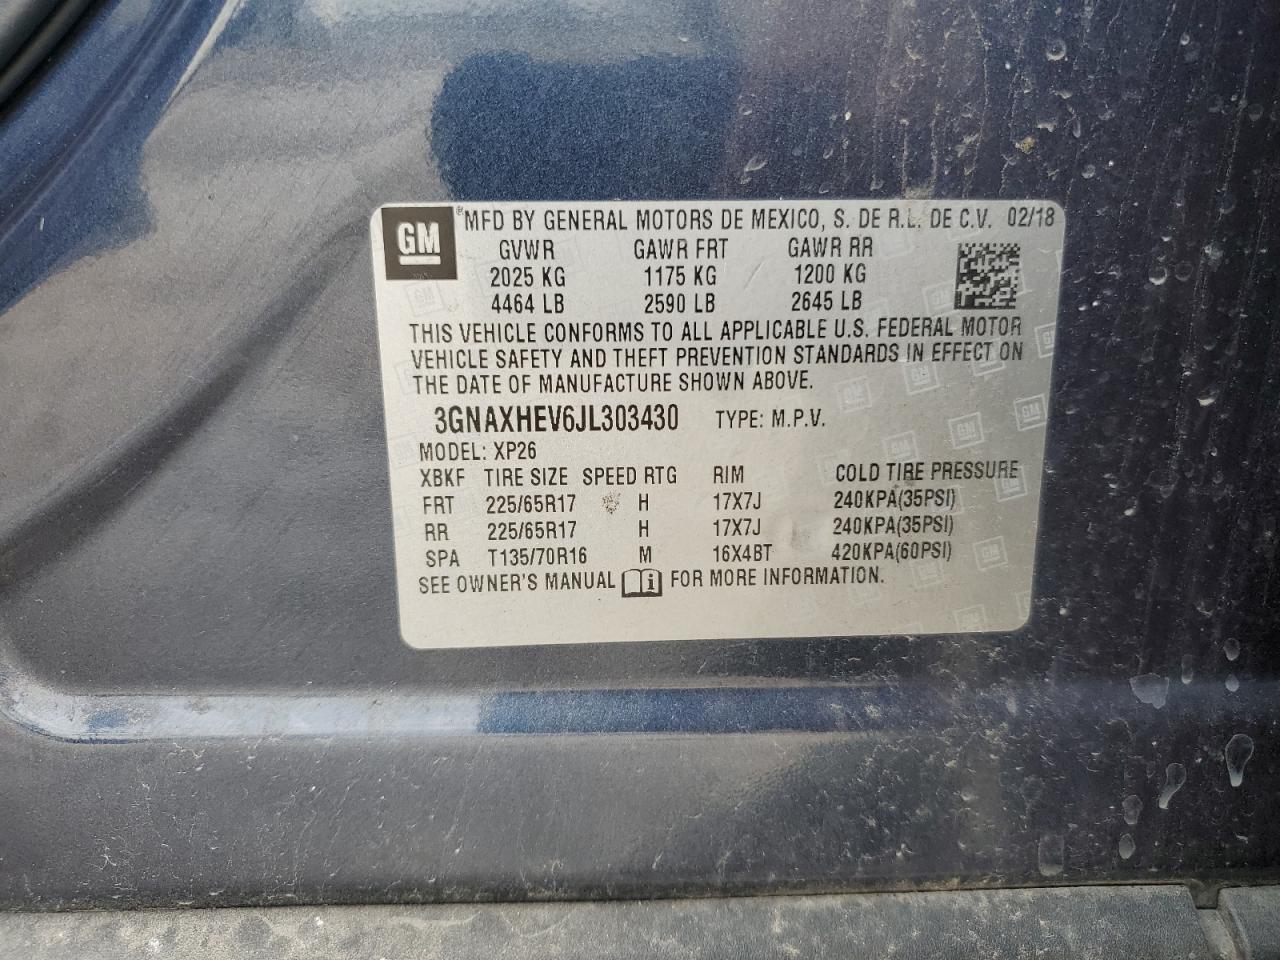 GM ® MFD BY GENERAL MOTORS DE MEXICO, S. DE R.L. DE C.V. 02/18
GVWR GAWR FRT GAWR RR
2025 KG 1175 KG 1200 KG
4464 LB 2590 LB 2645 LB
THIS VEHICLE CONFORMS TO ALL APPLICABLE U.S. FEDERAL MOTOR
VEHICLE SAFETY AND THEFT PREVENTION STANDARDS IN EFFECT ON
THE DATE OF MANUFACTURE SHOWN ABOVE.
3GNAXHEV6JL303430 TYPE: M.P.V.
MODEL: XP26
XBKF TIRE SIZE SPEED RTG RIM COLD TIRE PRESSURE
FRT 225/65R17 H 17X7J 240KPA(35PSI)
RR 225/65R17 H 17X7J 240KPA(35PSI)
SPA T135/70R16 M 16X4BT 420KPA(60PSI)
SEE OWNER'S MANUAL FOR MORE INFORMATION.